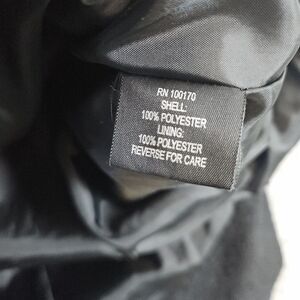 RN 100170
SHELL:
100% POLYESTER
LINING:
100% POLYESTER
REVERSE FOR CARE